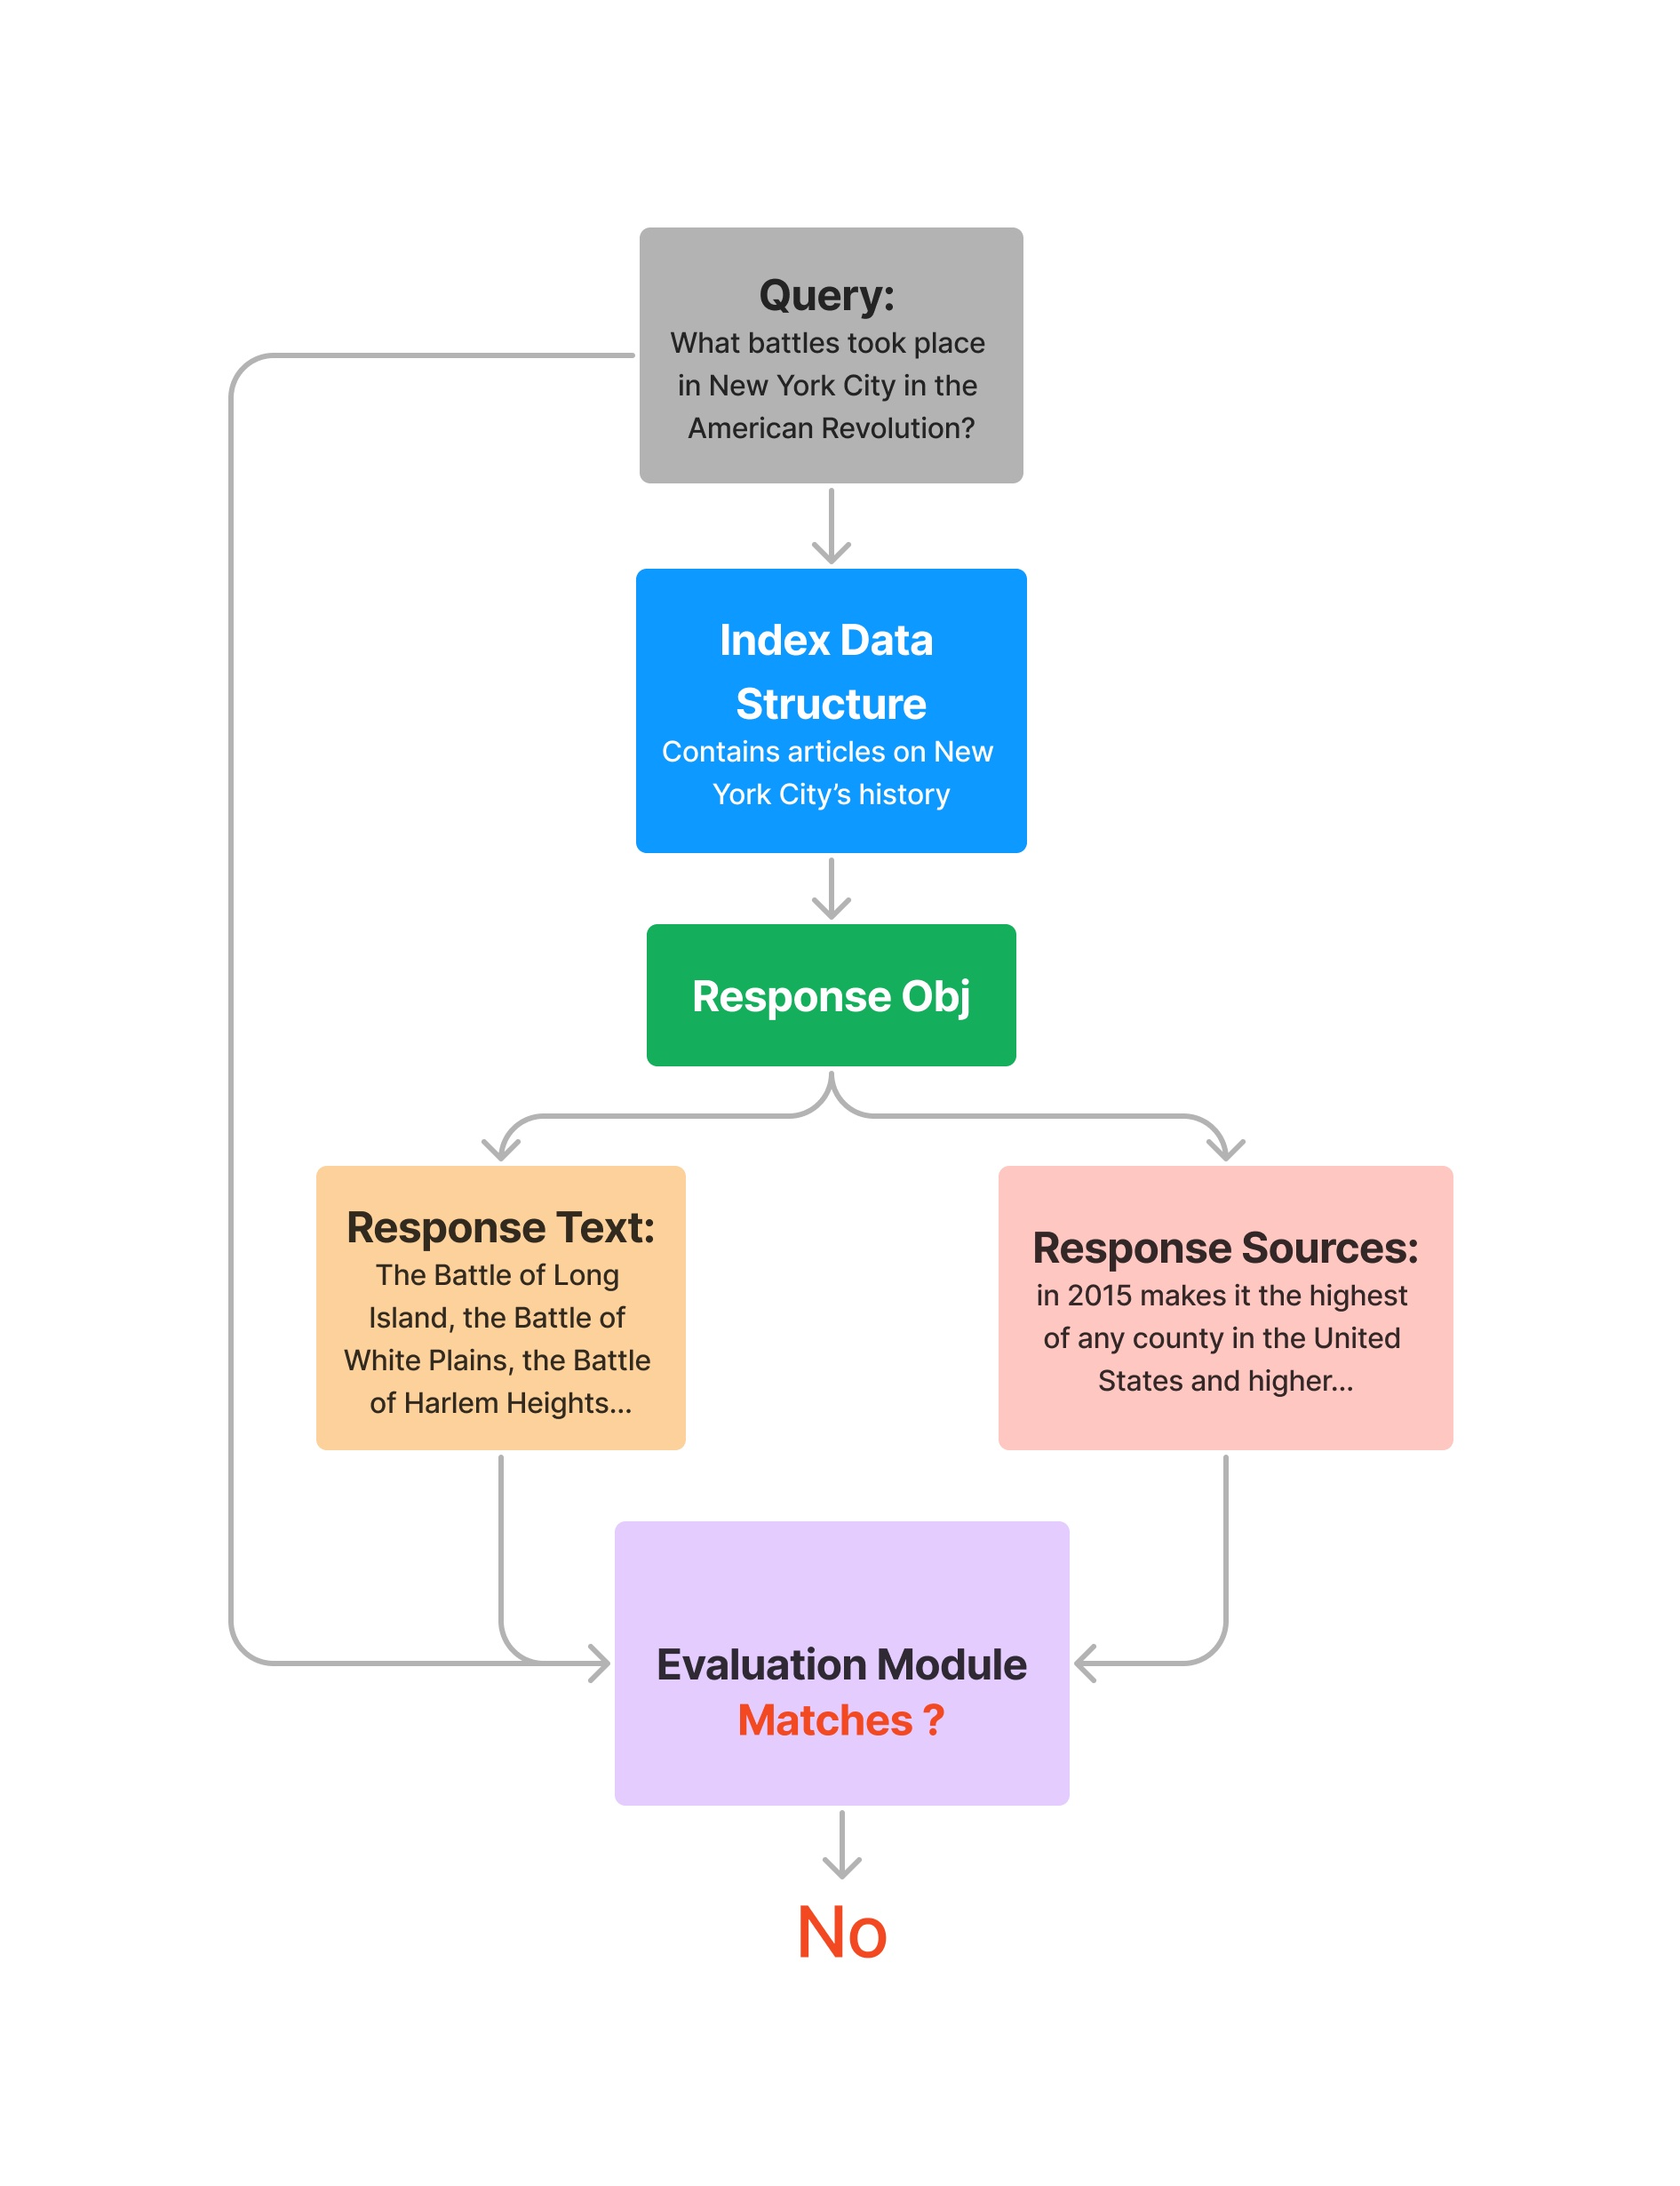 Query:
What battles took place
in New York City in the
American Revolution?
Index Data
Structure
Contains articles on New
York City’s history
Response Obj
Response Text:
The Battle of Long
Island, the Battle of
White Plains, the Battle
of Harlem Heights...
Response Sources:
in 2015 makes it the highest
of any county in the United
States and higher...
Evaluation Module
Matches ?
No